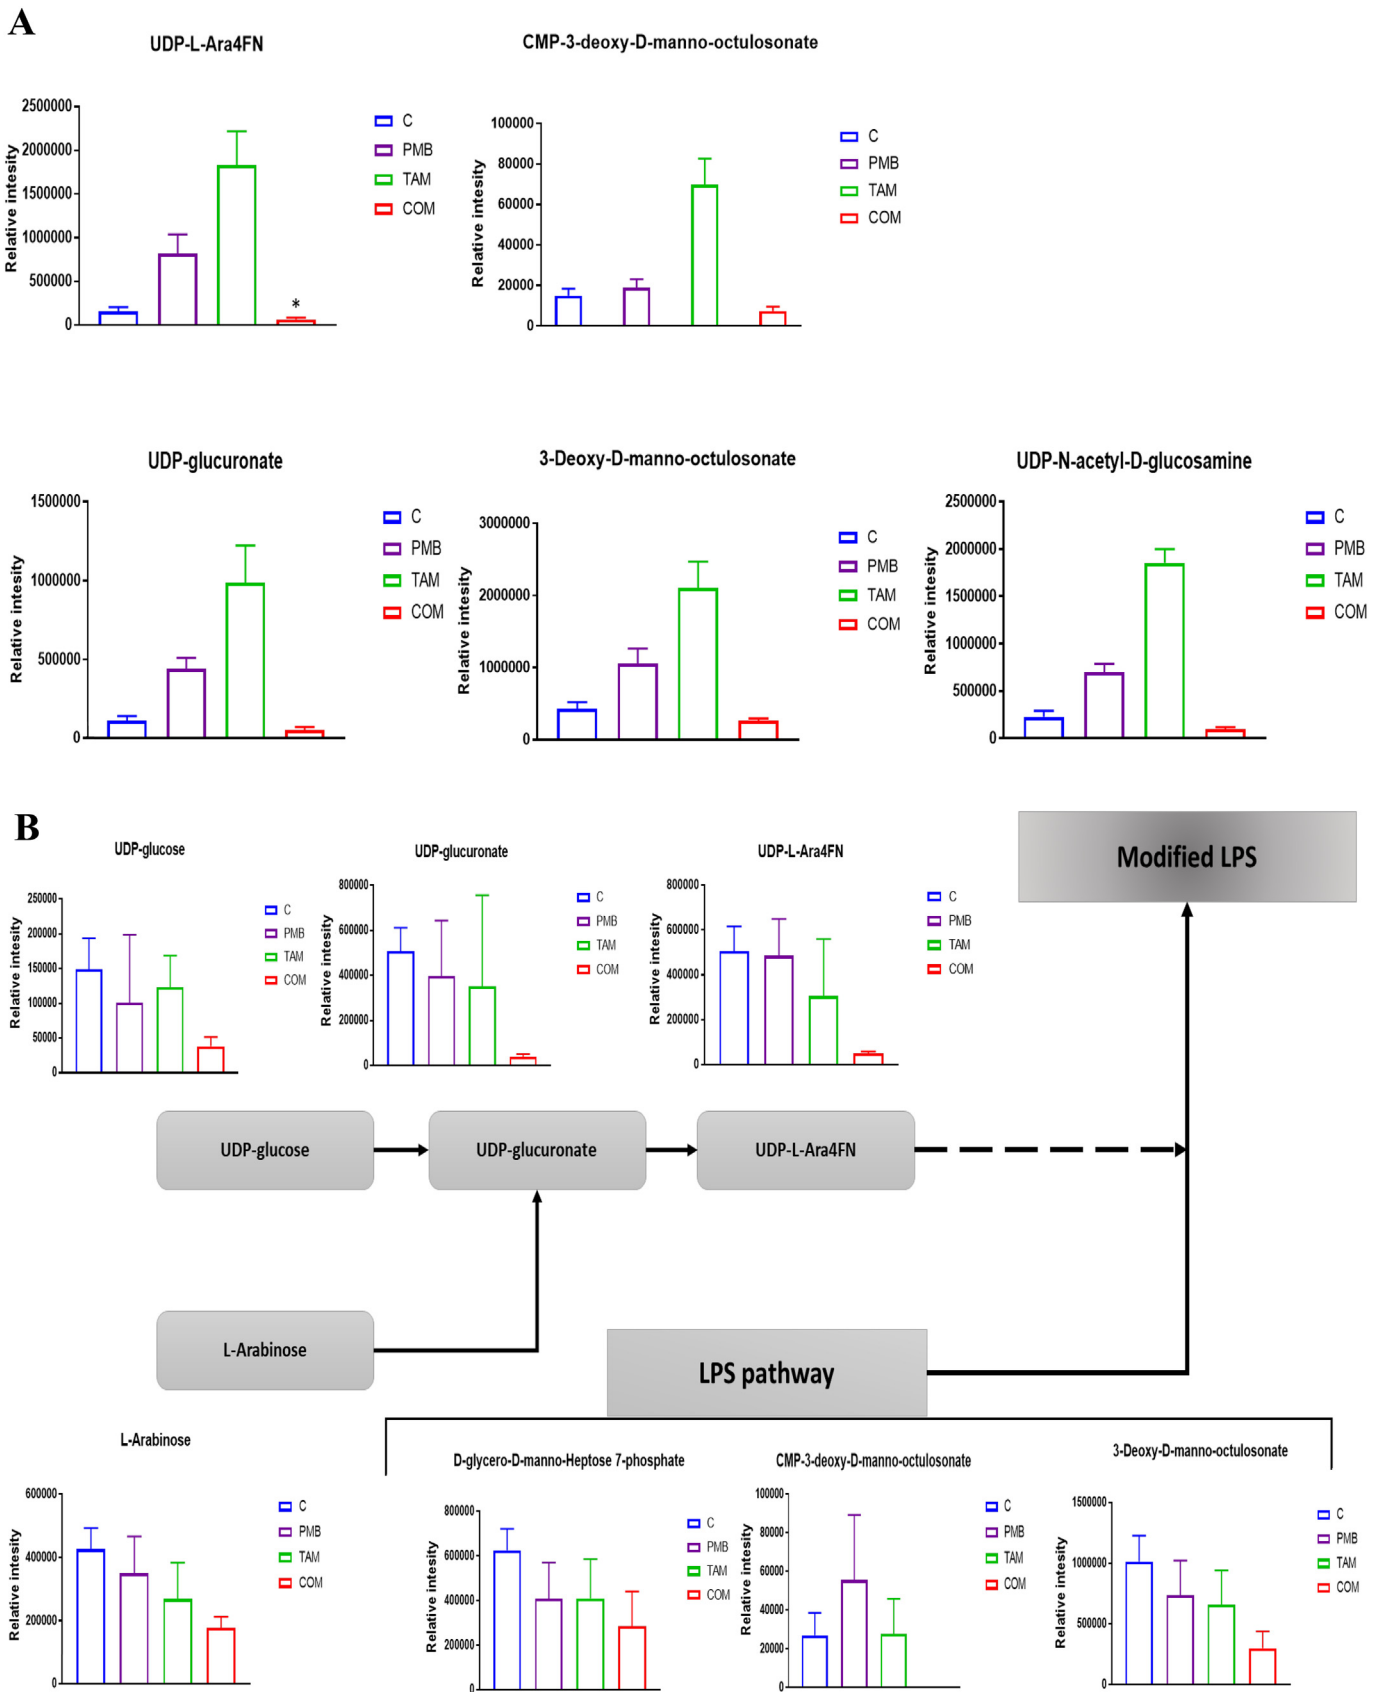 A
UDP-L-Ara4FN
CMP-3-deoxy-D-manno-octulosonate
Relative intesity
2500000
2000000
1500000
1000000
500000
0
*
C
PMB
TAM
COM
Relative intesity
100000
80000
60000
40000
20000
0
C
PMB
TAM
COM
UDP-glucuronate
3-Deoxy-D-manno-octulosonate
UDP-N-acetyl-D-glucosamine
Relative intesity
1500000
1000000
500000
0
C
PMB
TAM
COM
Relative intesity
3000000
2000000
1000000
0
C
PMB
TAM
COM
Relative intesity
2500000
2000000
1500000
1000000
500000
0
C
PMB
TAM
COM
B
UDP-glucose
UDP-glucuronate
UDP-L-Ara4FN
Modified LPS
Relative intesity
250000
200000
150000
100000
50000
0
C
PMB
TAM
COM
Relative intesity
800000
600000
400000
200000
0
C
PMB
TAM
COM
Relative intesity
800000
600000
400000
200000
0
C
PMB
TAM
COM
UDP-glucose
UDP-glucuronate
UDP-L-Ara4FN
L-Arabinose
LPS pathway
L-Arabinose
D-glycero-D-manno-Heptose 7-phosphate
CMP-3-deoxy-D-manno-octulosonate
3-Deoxy-D-manno-octulosonate
Relative intesity
600000
400000
200000
0
C
PMB
TAM
COM
Relative intesity
800000
600000
400000
200000
0
C
PMB
TAM
COM
Relative intesity
100000
80000
60000
40000
20000
0
C
PMB
TAM
COM
Relative intesity
1500000
1000000
500000
0
C
PMB
TAM
COM